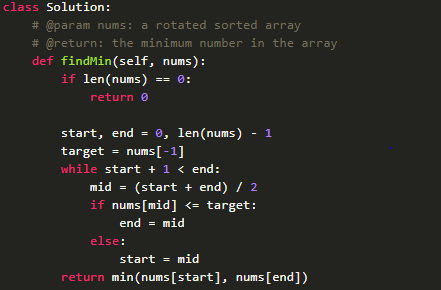 class Solution:
    # @param nums: a rotated sorted array
    # @return: the minimum number in the array
    def findMin(self, nums):
        if len(nums) == 0:
            return 0

        start, end = 0, len(nums) - 1
        target = nums[-1]
        while start + 1 < end:
            mid = (start + end) / 2
            if nums[mid] <= target:
                end = mid
            else:
                start = mid
        return min(nums[start], nums[end])